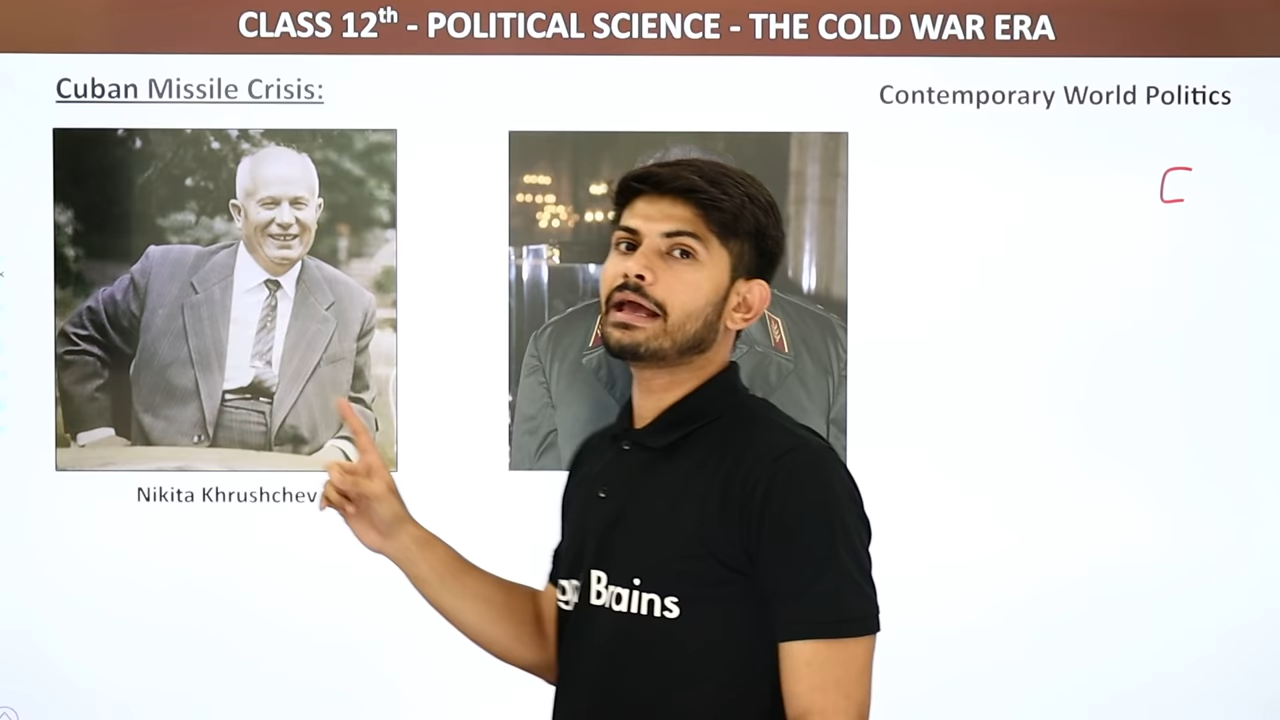 CLASS 12th - POLITICAL SCIENCE - THE COLD WAR ERA
Cuban Missile Crisis:
Contemporary World Politics
C
Nikita Khrushchev
Brains